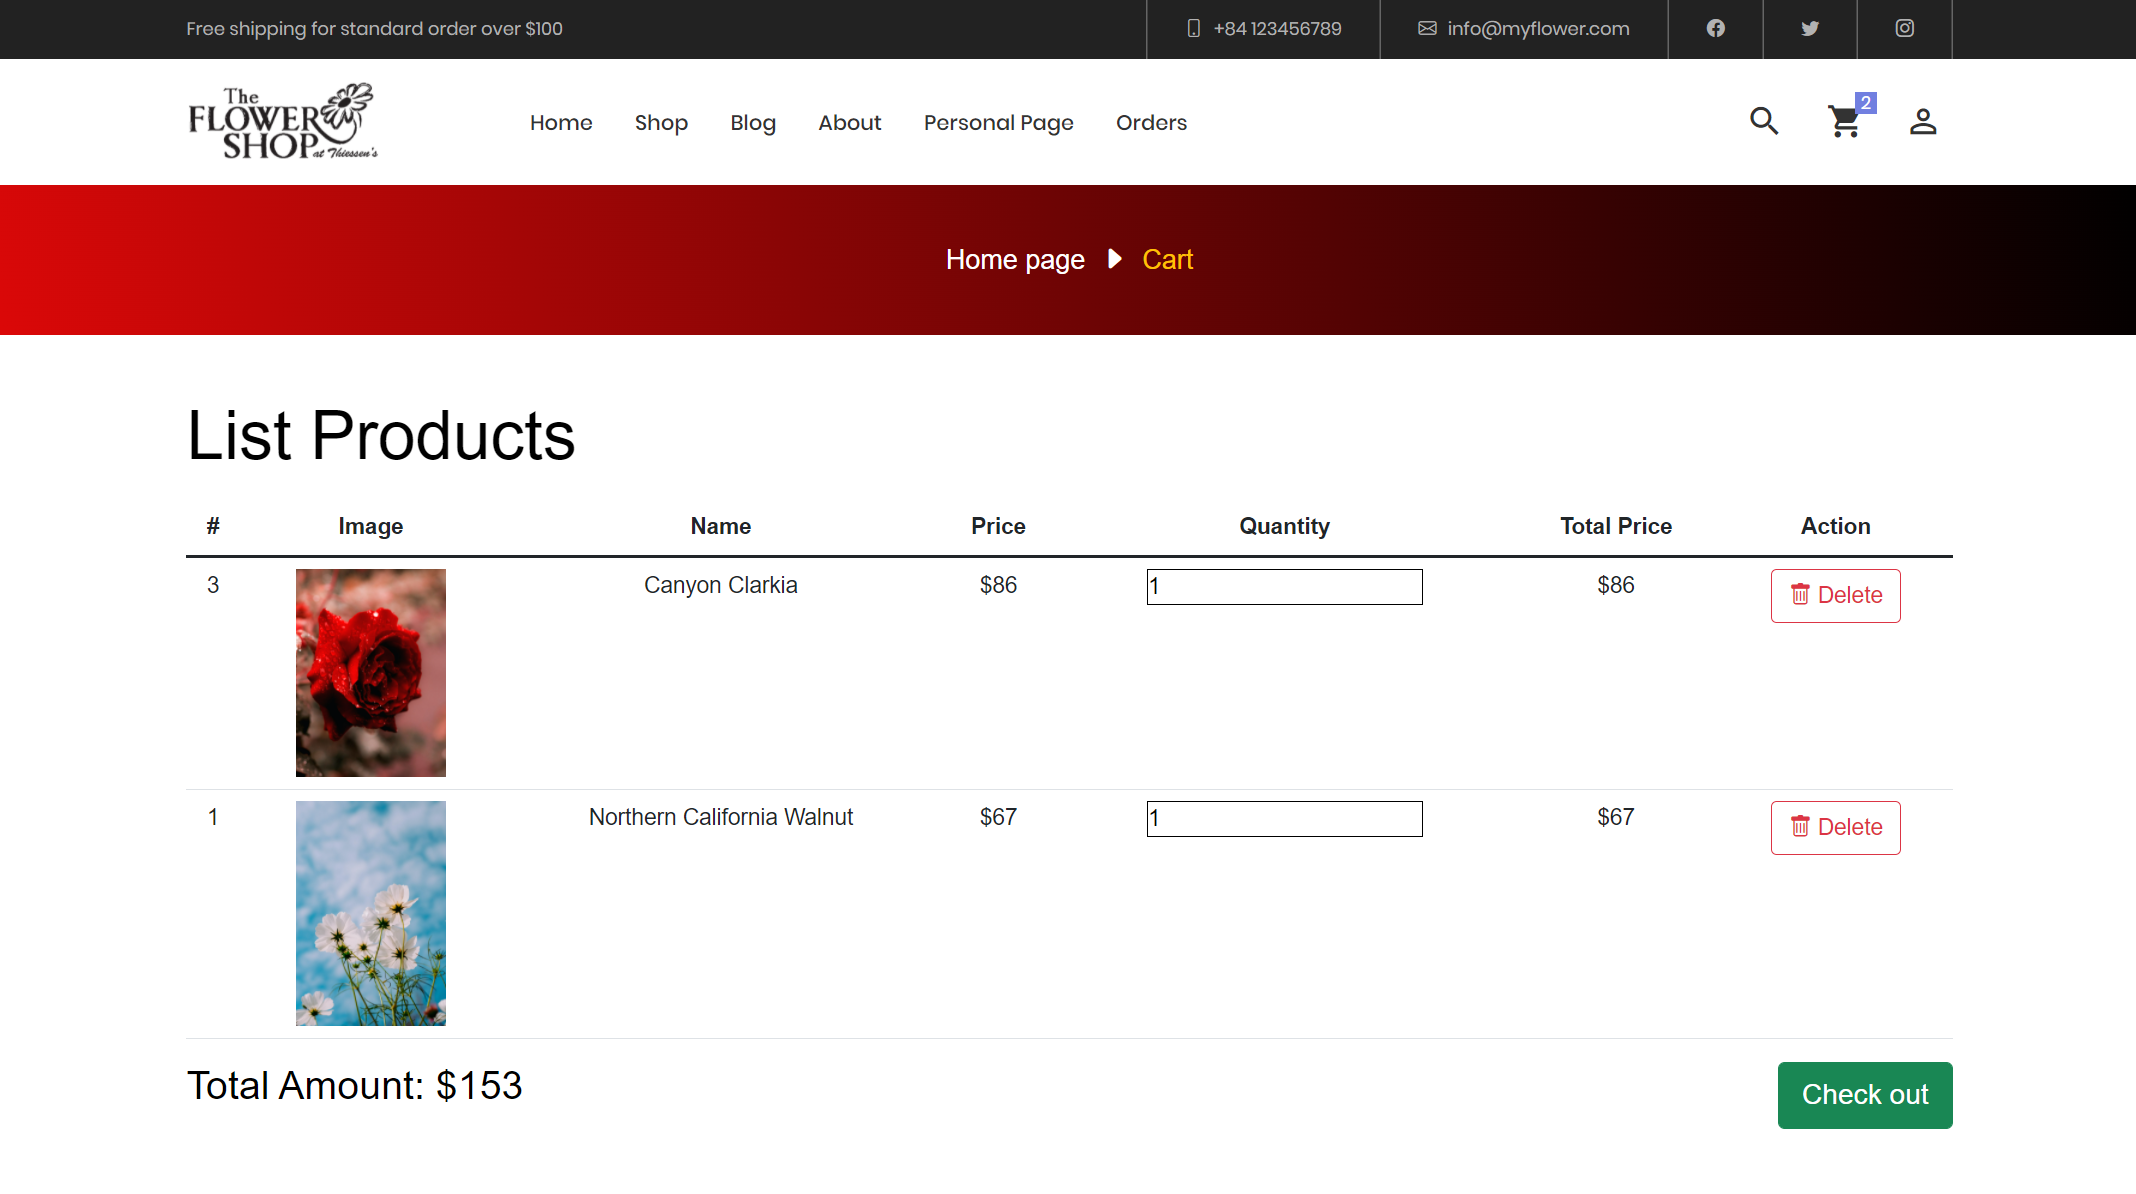 Free shipping for standard order over $100
+84 123456789
info@myflower.com
The
FLOWER
SHOP at Thiessen's
Home
Shop
Blog
About
Personal Page
Orders
2
Home page
Cart
List Products
# Image Name Price Quantity Total Price Action
3 Canyon Clarkia $86 1 $86 Delete
1 Northern California Walnut $67 1 $67 Delete
Total Amount: $153
Check out